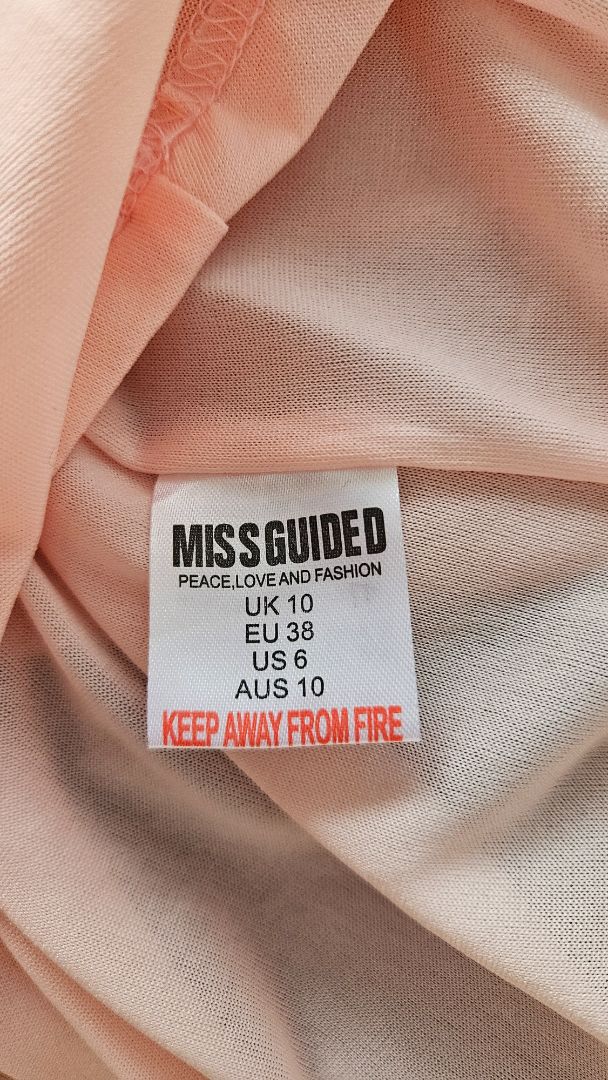 MISSGUIDED
PEACE,LOVE AND FASHION
UK 10
EU 38
US 6
AUS 10
KEEP AWAY FROM FIRE